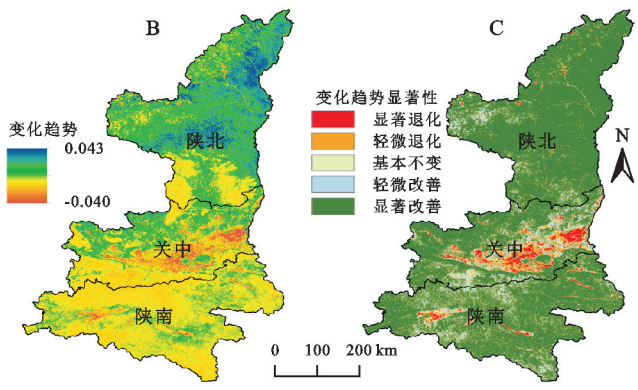 B
变化趋势
0.043
-0.040
陕北
关中
陕南
C
变化趋势显著性
显著退化
轻微退化
基本不变
轻微改善
显著改善
N
陕北
关中
陕南
0 100 200 km